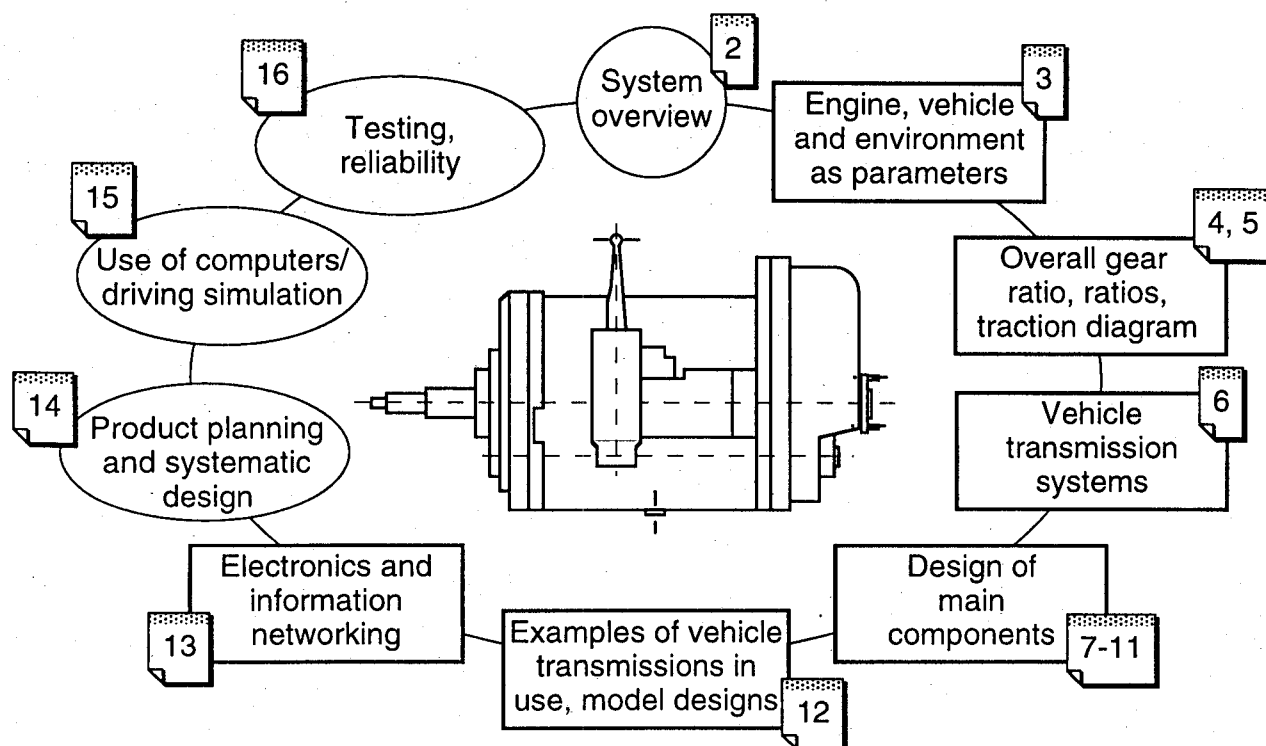 2
System
overview
3
Engine, vehicle
and environment
as parameters
4, 5
Overall gear
ratio, ratios,
traction diagram
6
Vehicle
transmission
systems
Design of
main
components
7-11
Examples of vehicle
transmissions in
use, model designs
12
Electronics and
information
networking
13
14
Product planning
and systematic
design
15
Use of computers/
driving simulation
16
Testing,
reliability